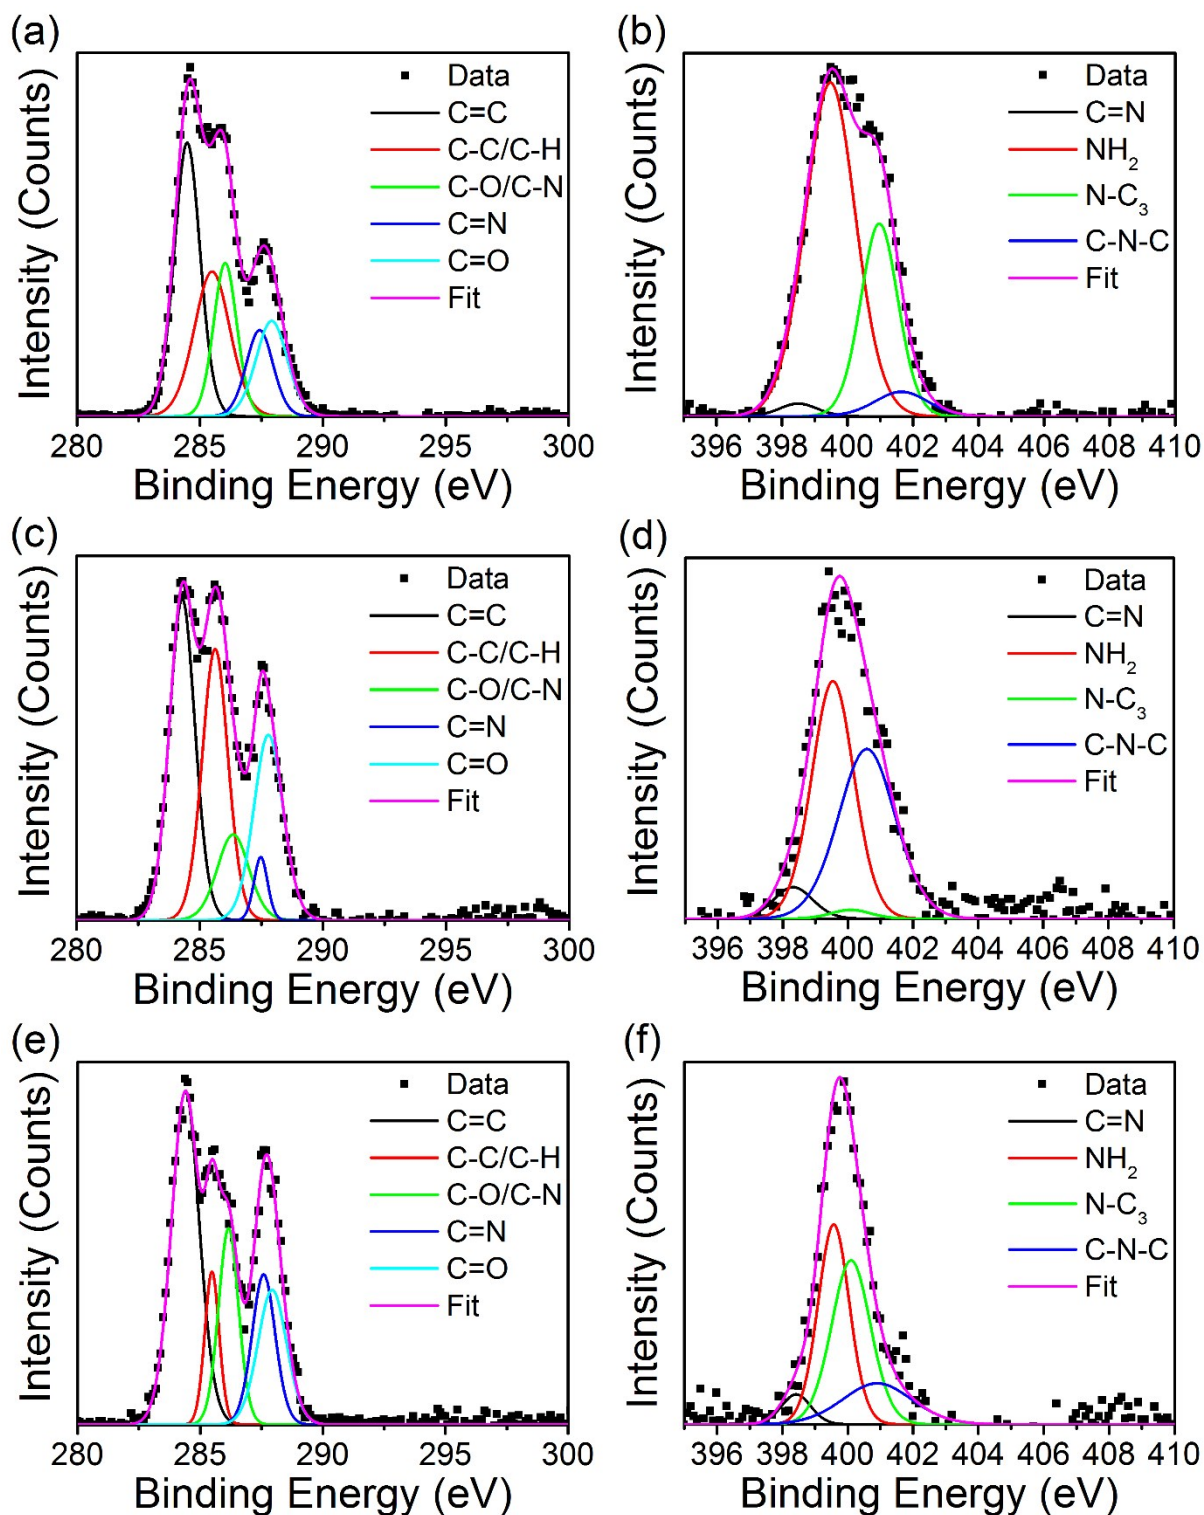 (a)
Intensity (Counts)
Data
C=C
C-C/C-H
C-O/C-N
C=N
C=O
Fit
280 285 290 295 300
Binding Energy (eV)
(b)
Intensity (Counts)
Data
C=N
NH₂
N-C₃
C-N-C
Fit
396 398 400 402 404 406 408 410
Binding Energy (eV)
(c)
Intensity (Counts)
Data
C=C
C-C/C-H
C-O/C-N
C=N
C=O
Fit
280 285 290 295 300
Binding Energy (eV)
(d)
Intensity (Counts)
Data
C=N
NH₂
N-C₃
C-N-C
Fit
396 398 400 402 404 406 408 410
Binding Energy (eV)
(e)
Intensity (Counts)
Data
C=C
C-C/C-H
C-O/C-N
C=N
C=O
Fit
280 285 290 295 300
Binding Energy (eV)
(f)
Intensity (Counts)
Data
C=N
NH₂
N-C₃
C-N-C
Fit
396 398 400 402 404 406 408 410
Binding Energy (eV)